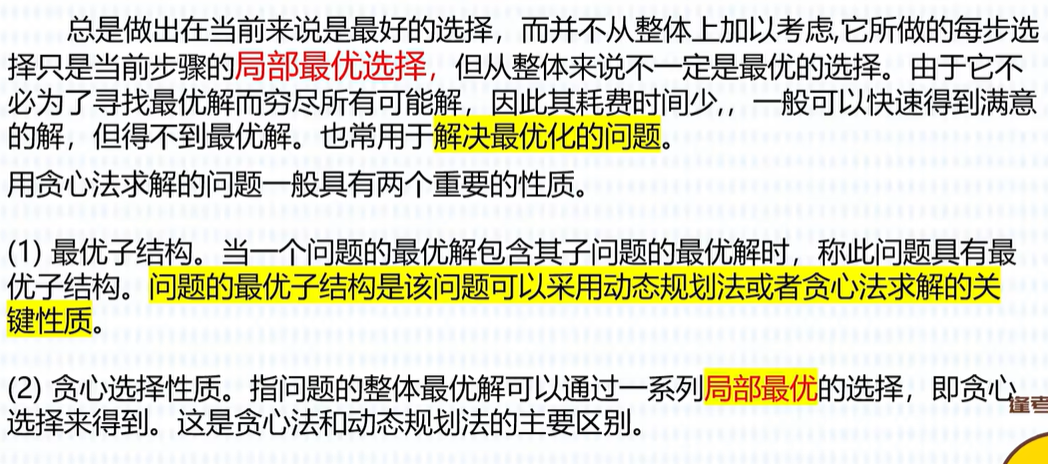 总是做出在当前来说是最好的选择，而并不从整体上加以考虑,它所做的每步选
择只是当前步骤的局部最优选择，但从整体来说不一定是最优的选择。由于它不
必为了寻找最优解而穷尽所有可能解，因此其耗费时间少,，一般可以快速得到满意
的解，但得不到最优解。也常用于解决最优化的问题。
用贪心法求解的问题一般具有两个重要的性质。
(1) 最优子结构。当一个问题的最优解包含其子问题的最优解时，称此问题具有最
优子结构。问题的最优子结构是该问题可以采用动态规划法或者贪心法求解的关
键性质。
(2) 贪心选择性质。指问题的整体最优解可以通过一系列局部最优的选择，即贪心
选择来得到。这是贪心法和动态规划法的主要区别。